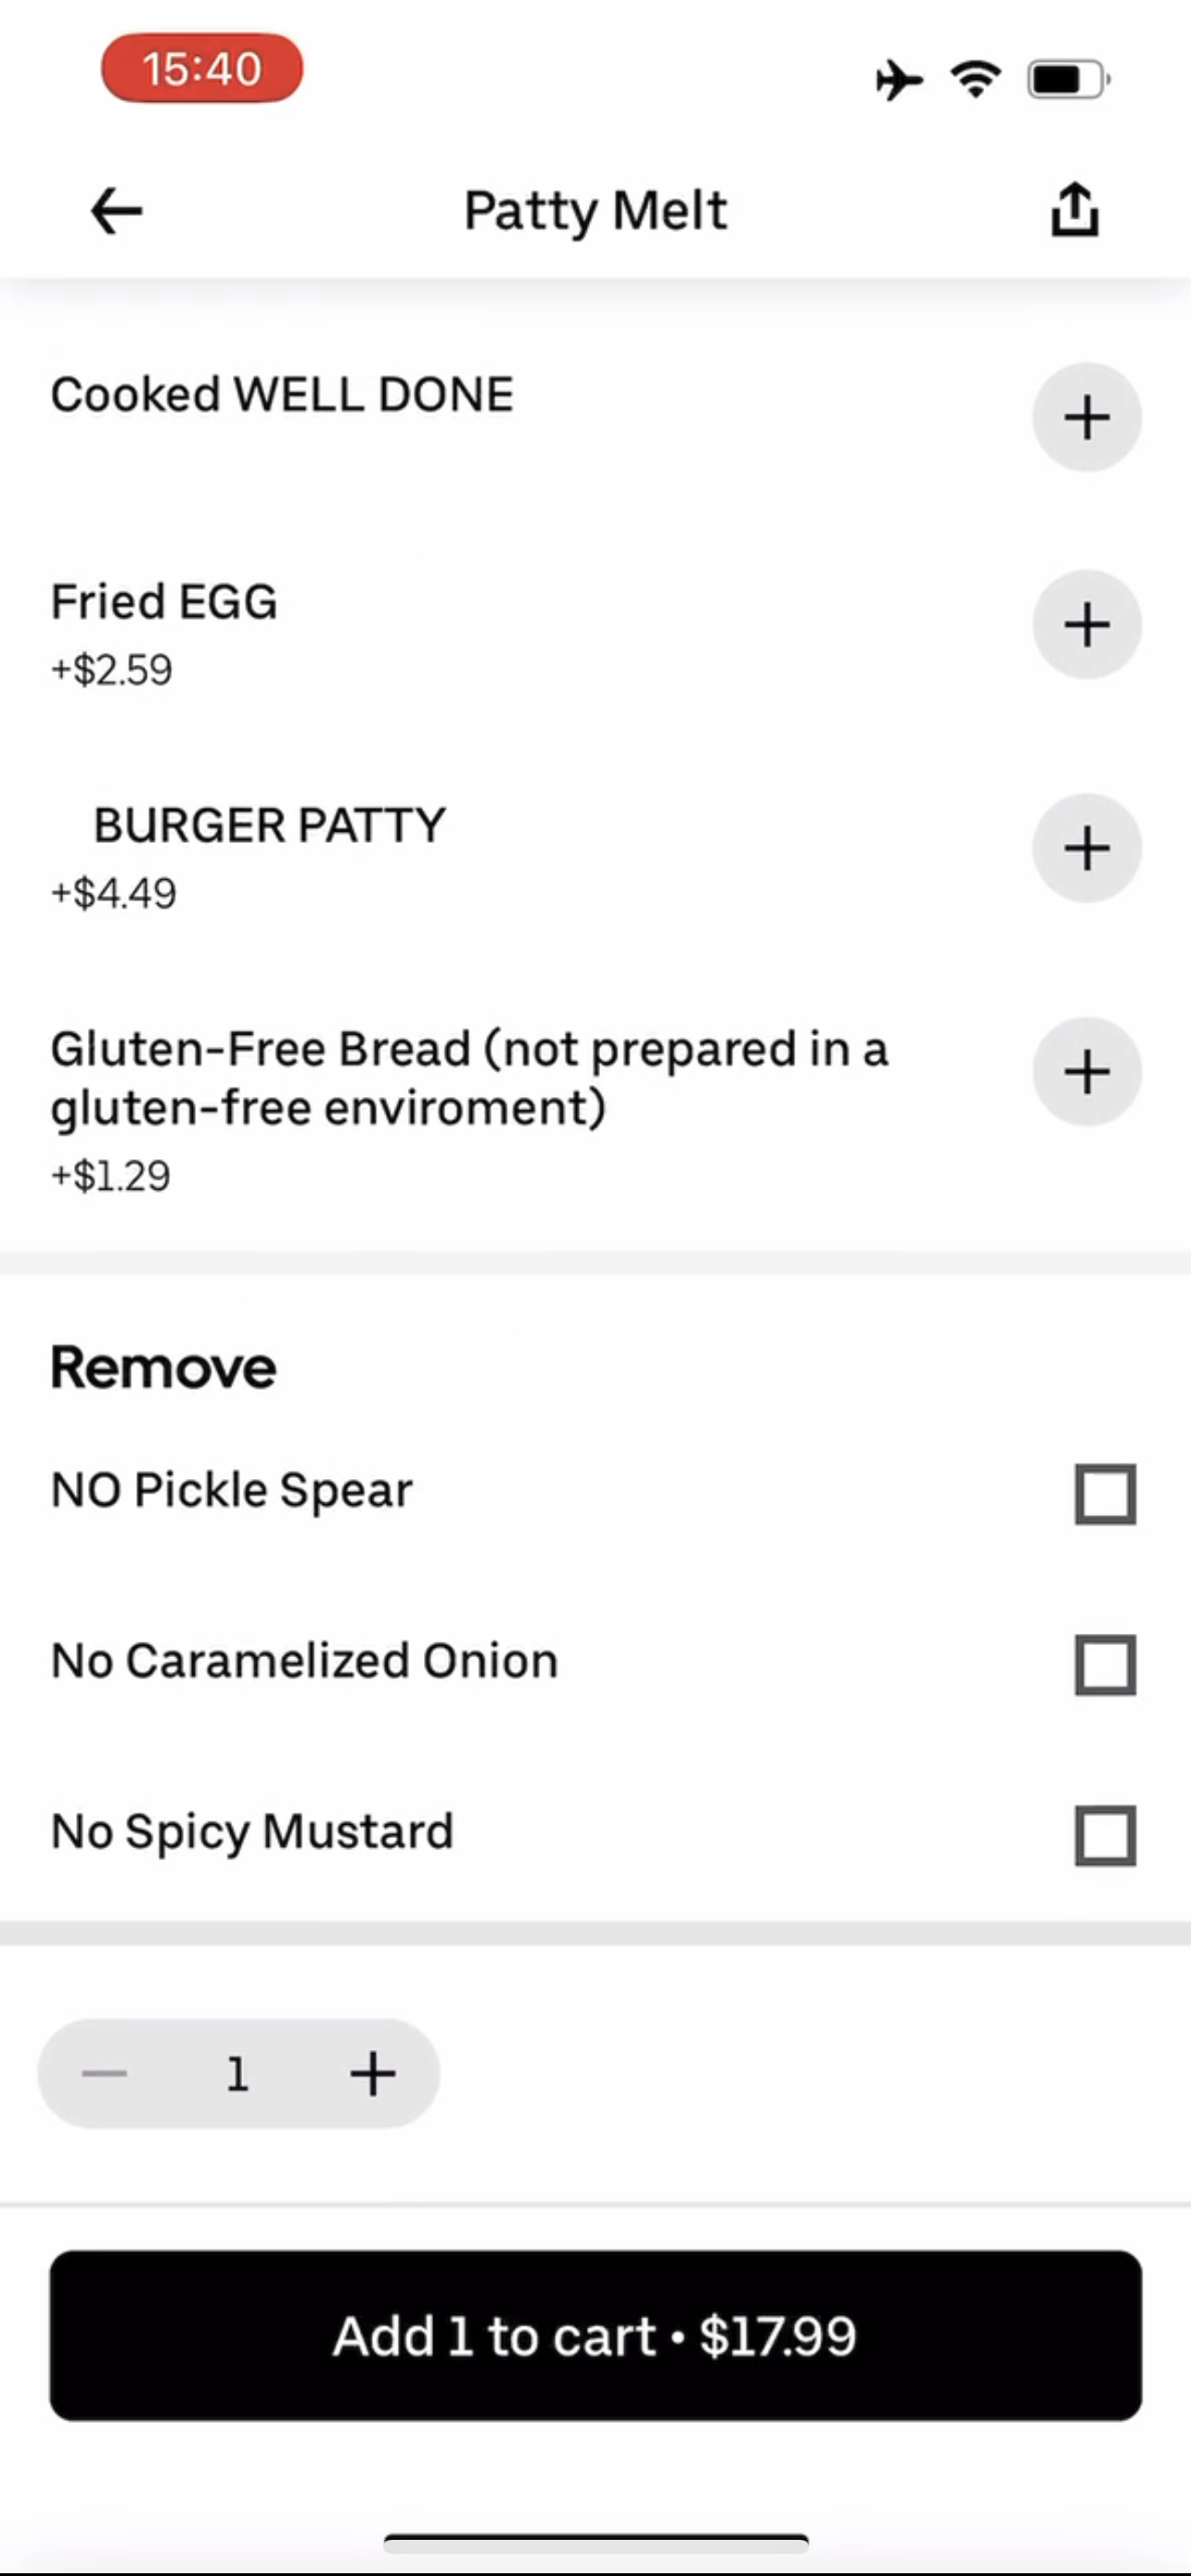 15:40
Patty Melt
Cooked WELL DONE
Fried EGG
+$2.59
BURGER PATTY
+$4.49
Gluten-Free Bread (not prepared in a
gluten-free enviroment)
+$1.29
Remove
NO Pickle Spear
No Caramelized Onion
No Spicy Mustard
1
Add 1 to cart • $17.99